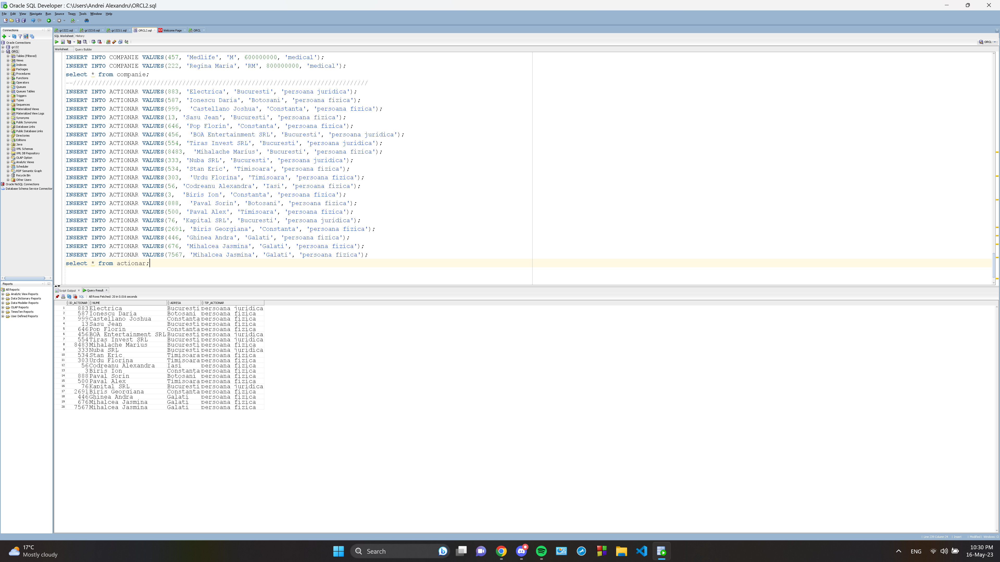 Oracle SQL Developer : C:\Users\Andrei Alexandru\ORCL2.sql
File Edit View Navigate Run Source Team Tools Window Help
Connections
Oracle Connections
gr132
ORCL
Tables (Filtered)
Views
Indexes
Packages
Procedures
Functions
Operators
Queues
Queues Tables
Triggers
Types
Sequences
Materialized Views
Materialized View Logs
Synonyms
Public Synonyms
Database Links
Public Database Links
Directories
Editions
Java
XML Schemas
XML DB Repository
OLAP Option
Analytic Views
Scheduler
RDF Semantic Graph
Recycle Bin
Other Users
Oracle NoSQL Connections
Database Schema Service Connection
Reports
All Reports
Analytic View Reports
Data Dictionary Reports
Data Modeler Reports
OLAP Reports
TimesTen Reports
User Defined Reports
gr1322.sql gr13210.sql gr13211.sql ORCL2.sql Welcome Page ORCL
SQL Worksheet History
ORCL
Worksheet Query Builder
INSERT INTO COMPANIE VALUES(457, 'Medlife', 'M', 600000000, 'medical');
INSERT INTO COMPANIE VALUES(222, 'Regina Maria', 'RM', 800000000, 'medical');
select * from companie;
--/////////////////////////////////////////////////////////////////////////////////
INSERT INTO ACTIONAR VALUES(883, 'Electrica', 'Bucuresti', 'persoana juridica');
INSERT INTO ACTIONAR VALUES(587, 'Ionescu Daria', 'Botosani', 'persoana fizica');
INSERT INTO ACTIONAR VALUES(999,  'Castellano Joshua', 'Constanta', 'persoana fizica');
INSERT INTO ACTIONAR VALUES(13, 'Sasu Jean', 'Bucuresti', 'persoana fizica');
INSERT INTO ACTIONAR VALUES(646, 'Pop Florin', 'Constanta', 'persoana fizica');
INSERT INTO ACTIONAR VALUES(456,  'BOA Entertainment SRL', 'Bucuresti', 'persoana juridica');
INSERT INTO ACTIONAR VALUES(554, 'Tiras Invest SRL', 'Bucuresti', 'persoana juridica');
INSERT INTO ACTIONAR VALUES(8483,  'Mihalache Marius', 'Bucuresti', 'persoana fizica');
INSERT INTO ACTIONAR VALUES(333, 'Nuba SRL', 'Bucuresti', 'persoana juridica');
INSERT INTO ACTIONAR VALUES(534, 'Stan Eric', 'Timisoara', 'persoana fizica');
INSERT INTO ACTIONAR VALUES(303,  'Urdu Florina', 'Timisoara', 'persoana fizica');
INSERT INTO ACTIONAR VALUES(56, 'Codreanu Alexandra', 'Iasi', 'persoana fizica');
INSERT INTO ACTIONAR VALUES(3,  'Biris Ion', 'Constanta', 'persoana fizica');
INSERT INTO ACTIONAR VALUES(888,  'Paval Sorin', 'Botosani', 'persoana fizica');
INSERT INTO ACTIONAR VALUES(500, 'Paval Alex', 'Timisoara', 'persoana fizica');
INSERT INTO ACTIONAR VALUES(76, 'Kapital SRL', 'Bucuresti', 'persoana juridica');
INSERT INTO ACTIONAR VALUES(2691, 'Biris Georgiana', 'Constanta', 'persoana fizica');
INSERT INTO ACTIONAR VALUES(446, 'Ghinea Andra', 'Galati', 'persoana fizica');
INSERT INTO ACTIONAR VALUES(676, 'Mihalcea Jasmina', 'Galati', 'persoana fizica');
INSERT INTO ACTIONAR VALUES(7567, 'Mihalcea Jasmina', 'Galati', 'persoana fizica');
select * from actionar;
Script Output Query Result
SQL All Rows Fetched: 20 in 0.016 seconds
ID_ACTIONAR NUME ADRESA TIP_ACTIONAR
1 883 Electrica Bucuresti persoana juridica
2 587 Ionescu Daria Botosani persoana fizica
3 999 Castellano Joshua Constanta persoana fizica
4 13 Sasu Jean Bucuresti persoana fizica
5 646 Pop Florin Constanta persoana fizica
6 456 BOA Entertainment SRL Bucuresti persoana juridica
7 554 Tiras Invest SRL Bucuresti persoana juridica
8 8483 Mihalache Marius Bucuresti persoana fizica
9 333 Nuba SRL Bucuresti persoana juridica
10 534 Stan Eric Timisoara persoana fizica
11 303 Urdu Florina Timisoara persoana fizica
12 56 Codreanu Alexandra Iasi persoana fizica
13 3 Biris Ion Constanta persoana fizica
14 888 Paval Sorin Botosani persoana fizica
15 500 Paval Alex Timisoara persoana fizica
16 76 Kapital SRL Bucuresti persoana juridica
17 2691 Biris Georgiana Constanta persoana fizica
18 446 Ghinea Andra Galati persoana fizica
19 676 Mihalcea Jasmina Galati persoana fizica
20 7567 Mihalcea Jasmina Galati persoana fizica
Line 239 Column 24 | Insert | Modified | Windows: C
17°C
Mostly cloudy
Search
ENG
10:30 PM
16-May-23